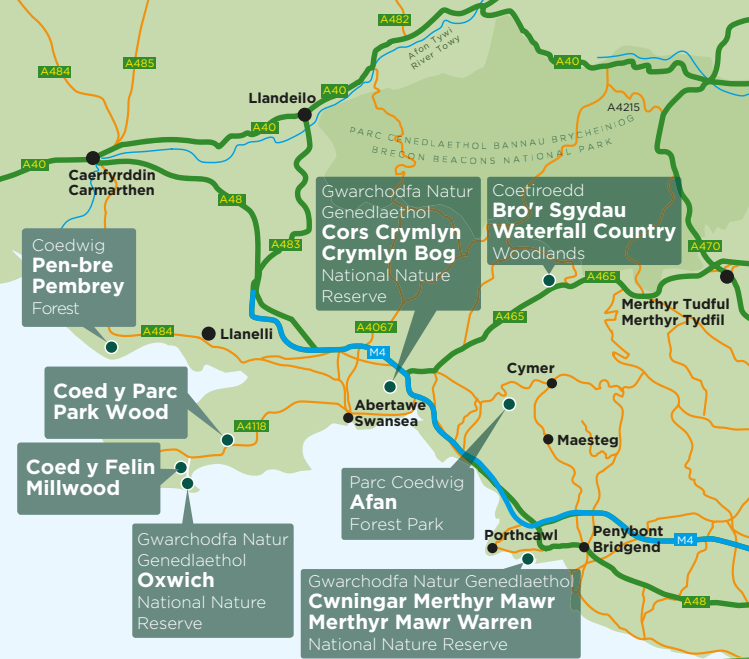 A482
Afon Tywi
River Towy
A484
A485
A40
A40
Llandeilo
A4215
A40
PARC CENEDLAETHOL BANNAU BRYCHEINIOG
BRECON BEACONS NATIONAL PARK
A40
Caerfyrddin
Carmarthen
A48
Gwarchodfa Natur
Genedlaethol
Cors Crymlyn
Crymlyn Bog
National Nature
Reserve
Coetiroedd
Bro'r Sgydau
Waterfall Country
Woodlands
Coedwig
Pen-bre
Pembrey
Forest
A483
A470
A465
Merthyr Tudful
Merthyr Tydfil
A465
A484
Llanelli
A4067
M4
Cymer
Coed y Parc
Park Wood
Abertawe
Swansea
A4118
Maesteg
Coed y Felin
Millwood
Parc Coedwig
Afan
Forest Park
Gwarchodfa Natur
Genedlaethol
Oxwich
National Nature
Reserve
Porthcawl
Penybont
Bridgend
M4
Gwarchodfa Natur Genedlaethol
Cwningar Merthyr Mawr
Merthyr Mawr Warren
National Nature Reserve
A48